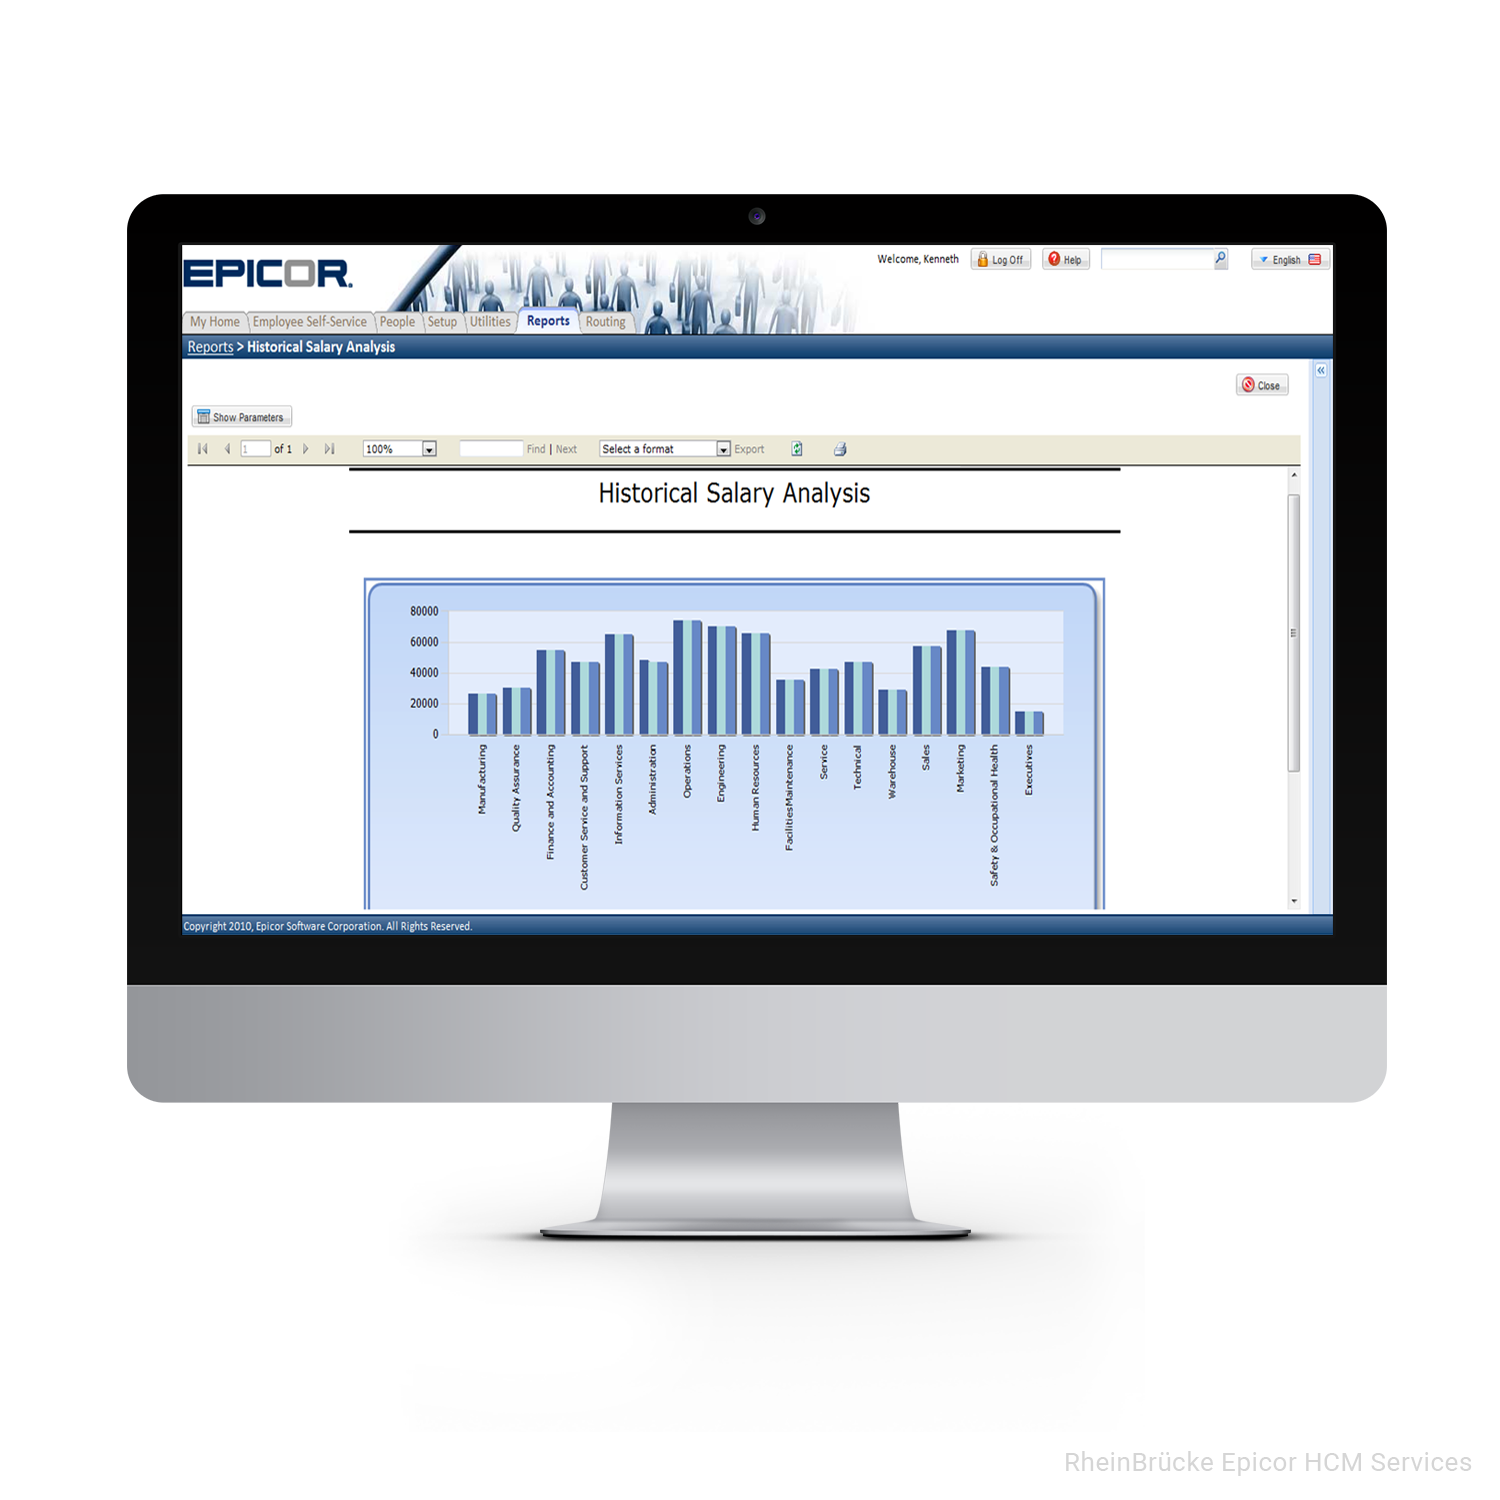 EPICOR.
Welcome, Kenneth
Log Off
Help
English
My Home
Employee Self-Service
People
Setup
Utilities
Reports
Routing
Reports > Historical Salary Analysis
Close
Show Parameters
1 of 1
100%
Find | Next
Select a format
Export
Historical Salary Analysis
80000
60000
40000
20000
0
Manufacturing
Quality Assurance
Finance and Accounting
Customer Service and Support
Information Services
Administration
Operations
Engineering
Human Resources
FacilitiesMaintenance
Service
Technical
Warehouse
Sales
Marketing
Safety & Occupational Health
Executives
Copyright 2010, Epicor Software Corporation. All Rights Reserved.
RheinBrücke Epicor HCM Services